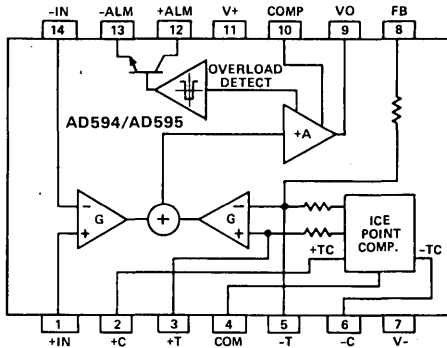 -IN -ALM +ALM V+ COMP VO FB
14 13 12 11 10 9 8
OVERLOAD
DETECT
AD594/AD595
+A
- -
G + G
+ +
ICE
POINT
COMP.
+TC -TC
1 2 3 4 5 6 7
+IN +C +T COM -T -C V-